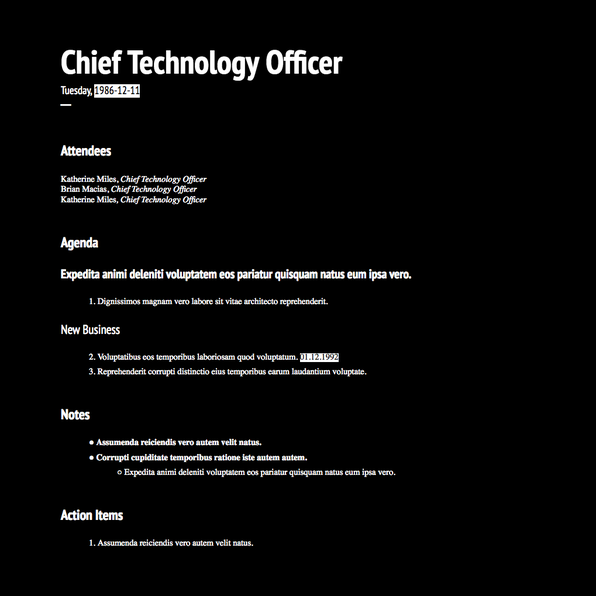 Chief Technology Officer
Tuesday, 1986-12-11
Attendees
Katherine Miles, Chief Technology Officer
Brian Macias, Chief Technology Officer
Katherine Miles, Chief Technology Officer
Agenda
Expedita animi deleniti voluptatem eos pariatur quisquam natus eum ipsa vero.
1. Dignissimos magnam vero labore sit vitae architecto reprehenderit.
New Business
2. Voluptatibus eos temporibus laboriosam quod voluptatum. 01.12.1992
3. Reprehenderit corrupti distinctio eius temporibus earum laudantium voluptate.
Notes
● Assumenda reiciendis vero autem velit natus.
● Corrupti cupiditate temporibus ratione iste autem autem.
○ Expedita animi deleniti voluptatem eos pariatur quisquam natus eum ipsa vero.
Action Items
1. Assumenda reiciendis vero autem velit natus.